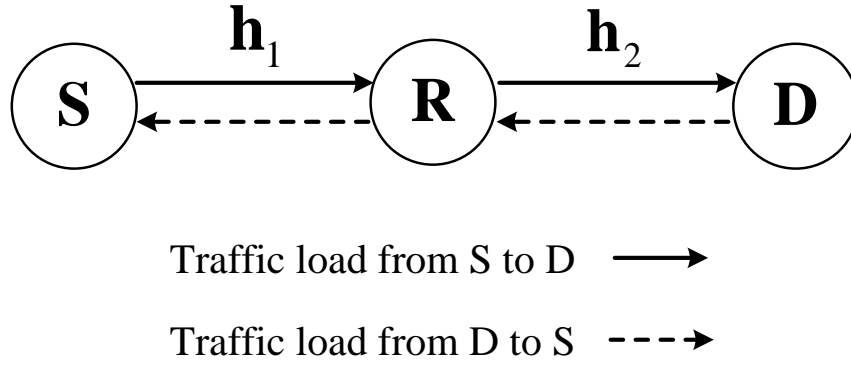 h₁ h₂
S R D
Traffic load from S to D
Traffic load from D to S